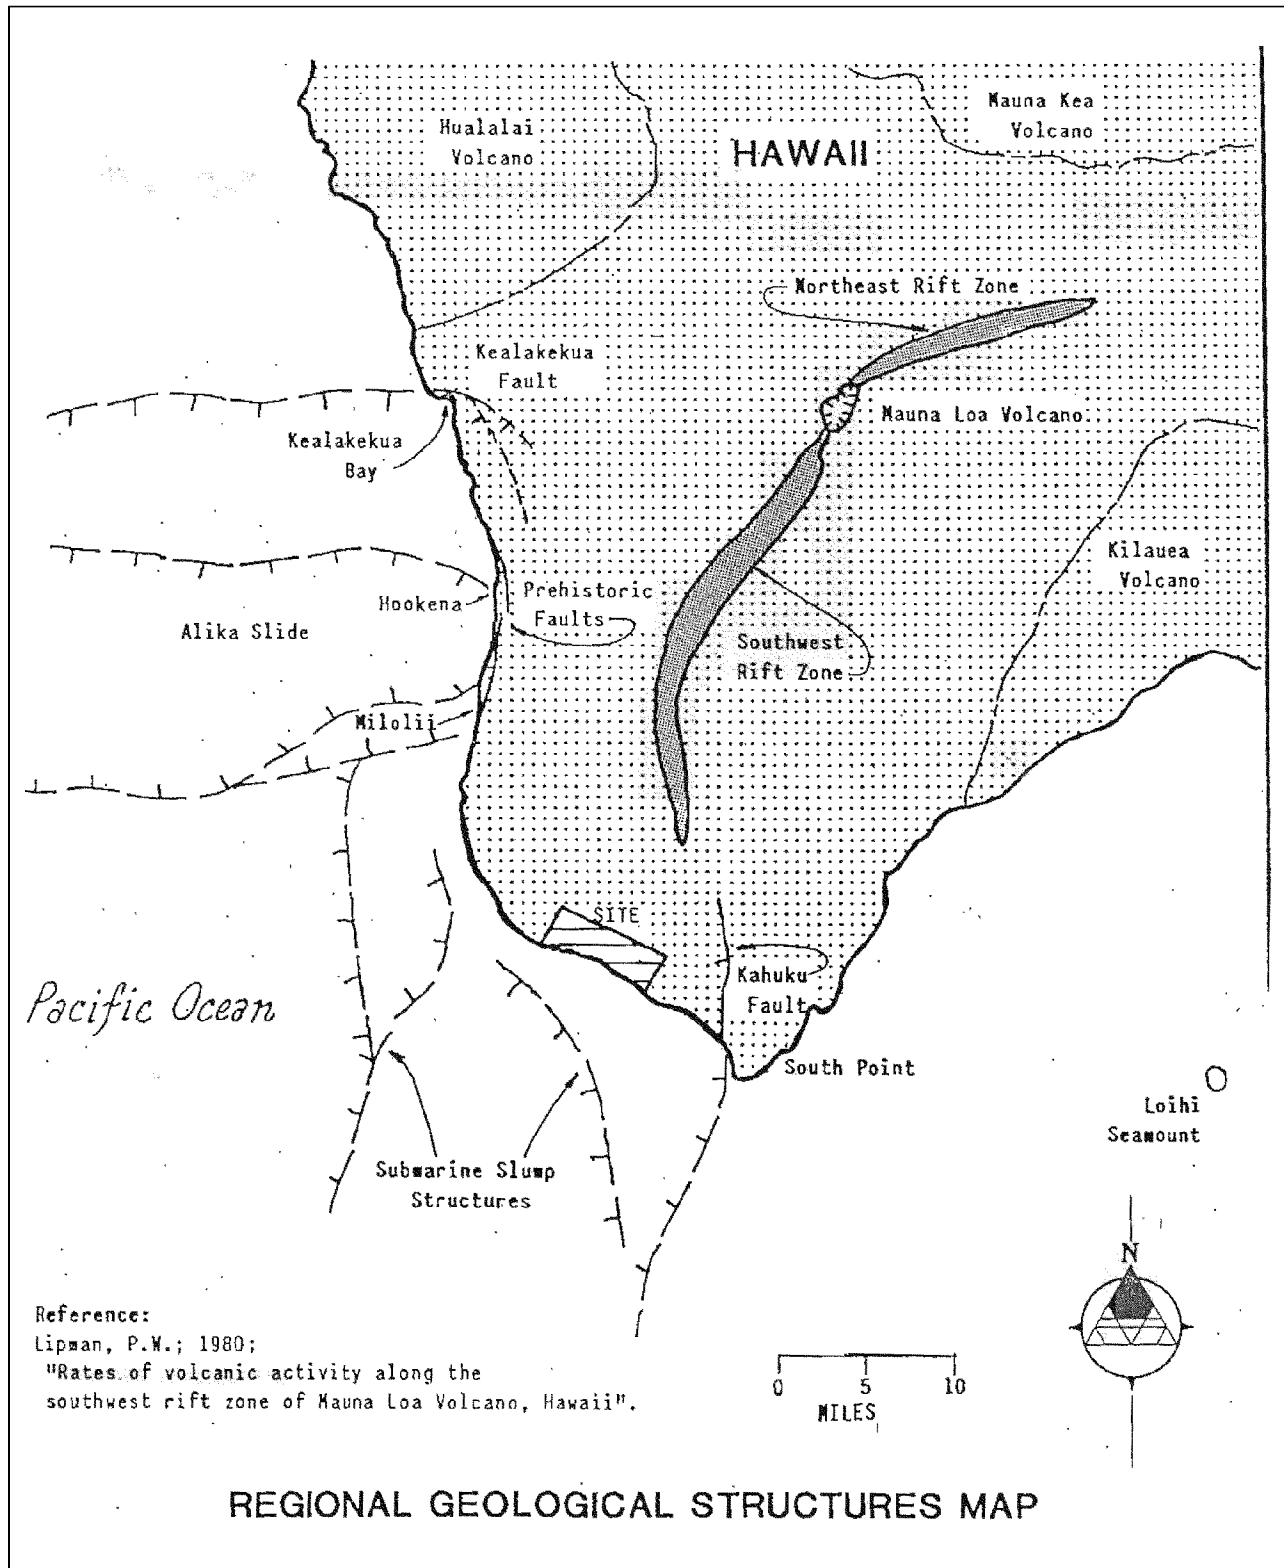 Hualalai
Volcano
HAWAII
Mauna Kea
Volcano
Northeast Rift Zone
Kealakekua
Fault
Mauna Loa Volcano
Kealakekua
Bay
Kilauea
Volcano
Hookena
Prehistoric
Faults
Alika Slide
Southwest
Rift Zone
Milolii
SITE
Kahuku
Fault
Pacific Ocean
South Point
Loihi
Seamount
Submarine Slump
Structures
N
Reference:
Lipman, P.W.; 1980;
"Rates of volcanic activity along the
southwest rift zone of Mauna Loa Volcano, Hawaii".
0 5 10
MILES
REGIONAL GEOLOGICAL STRUCTURES MAP